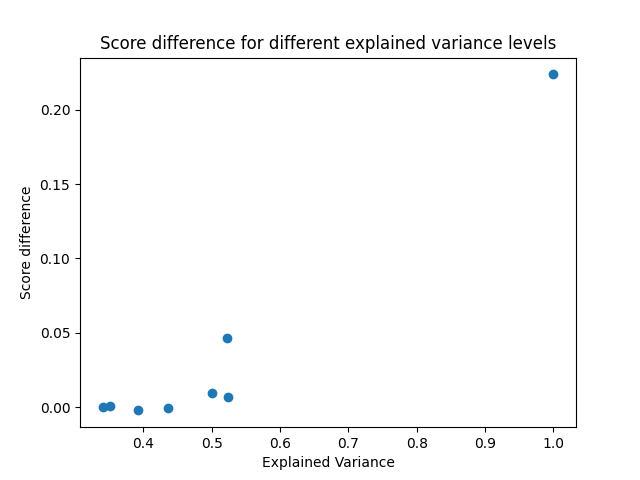 Score difference for different explained variance levels
Score difference
0.20
0.15
0.10
0.05
0.00
0.4 0.5 0.6 0.7 0.8 0.9 1.0
Explained Variance